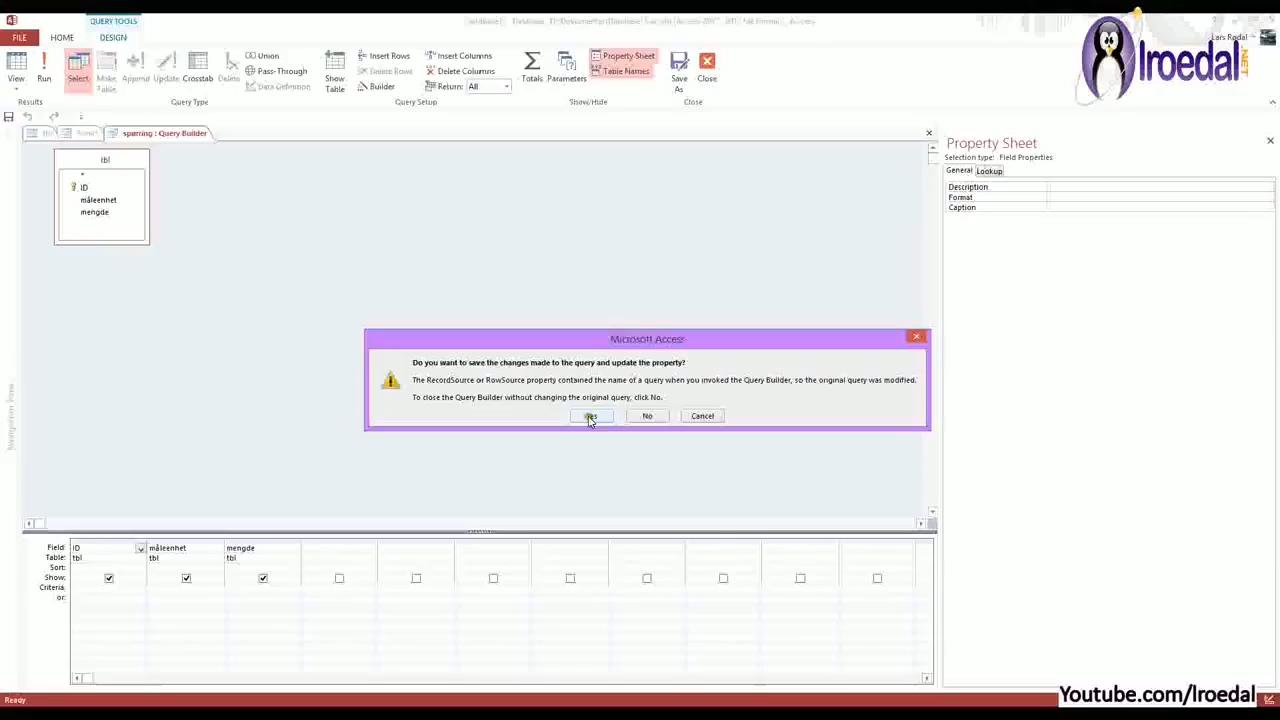 QUERY TOOLS
FILE HOME DESIGN
Lars Rødal
lroedal
.NET
View Run Select Make Table Append Update Crosstab Delete
Union
Pass-Through
Data Definition
Show Table
Insert Rows
Delete Rows
Builder
Insert Columns
Delete Columns
Return: All
Totals Parameters
Property Sheet
Table Names
Save As Close
Results Query Type Query Setup Show/Hide Close
spørring : Query Builder
tbl
*
ID
måleenhet
mengde
Property Sheet
Selection type: Field Properties
General Lookup
Description
Format
Caption
Microsoft Access
Do you want to save the changes made to the query and update the property?
The RecordSource or RowSource property contained the name of a query when you invoked the Query Builder, so the original query was modified.
To close the Query Builder without changing the original query, click No.
Yes No Cancel
Field: ID måleenhet mengde
Table: tbl tbl tbl
Sort:
Show:
Criteria:
or:
Ready
Youtube.com/lroedal